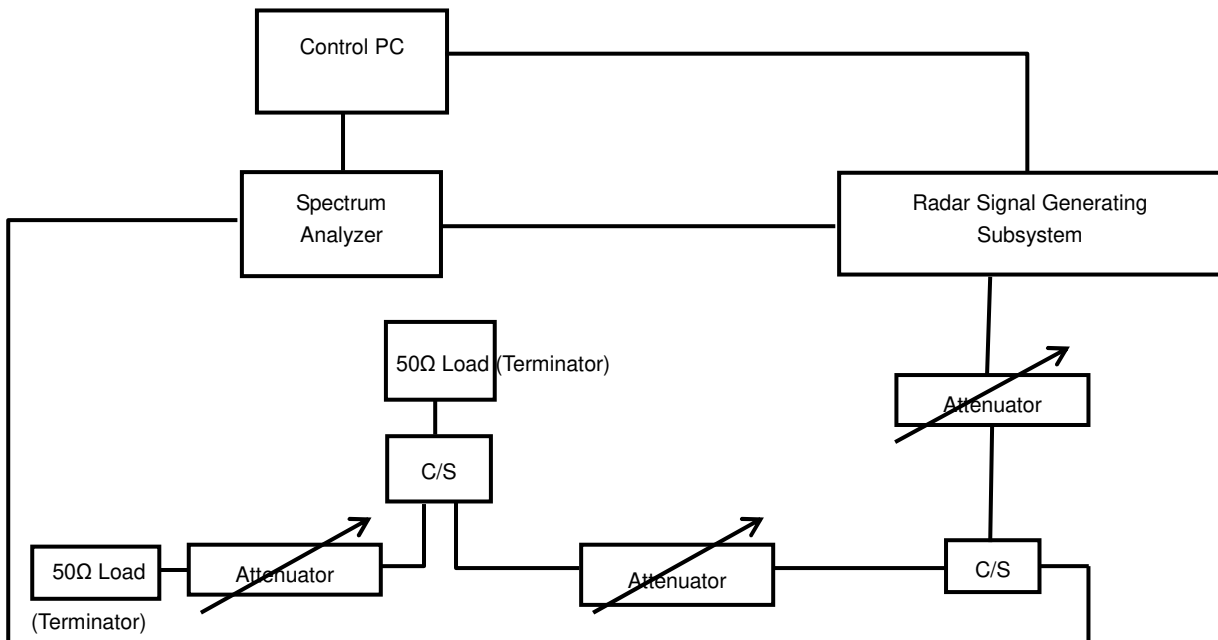 Control PC
Spectrum
Analyzer
Radar Signal Generating
Subsystem
50Ω Load (Terminator)
Attenuator
C/S
50Ω Load
(Terminator)
Attenuator
Attenuator
C/S